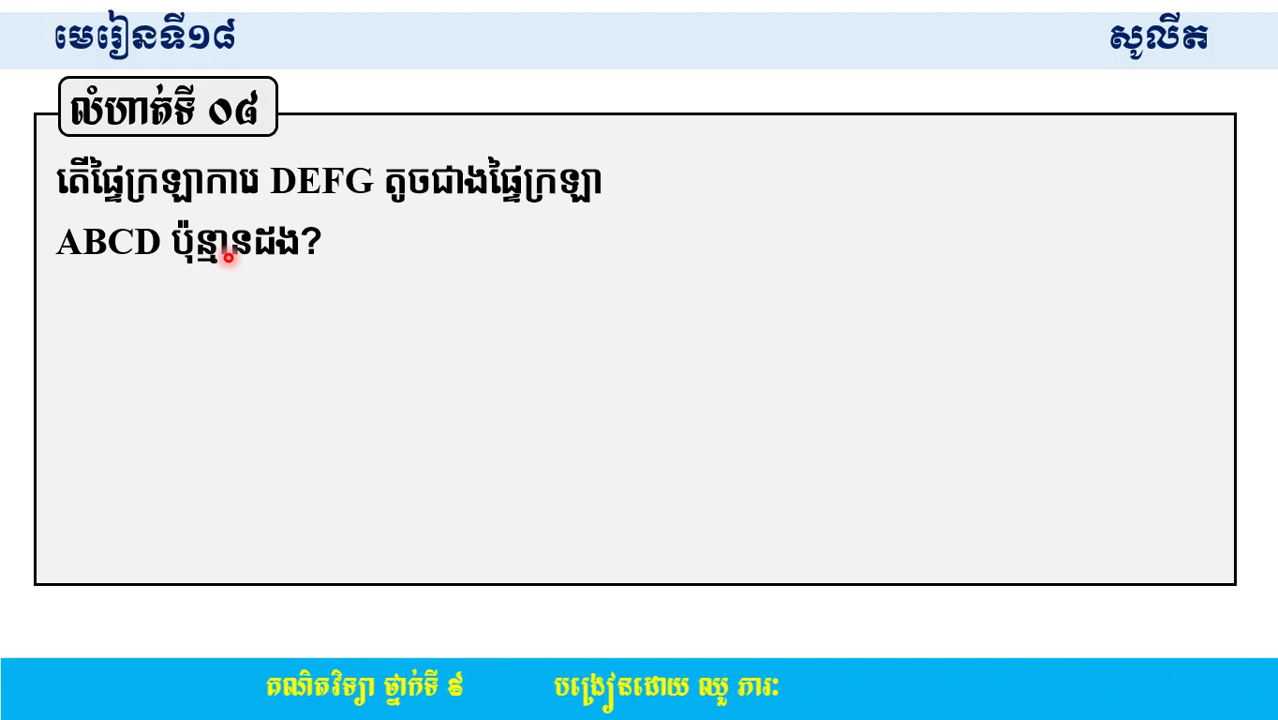 មេរៀនទី១៨
សូលីត
លំហាត់ទី ០៨
តើផ្ទៃក្រឡាការេ DEFG តូចជាងផ្ទៃក្រឡា
ABCD ប៉ុន្មានដង?
គណិតវិទ្យា ថ្នាក់ទី ៩
បង្រៀនដោយ ឈួ ភារៈ